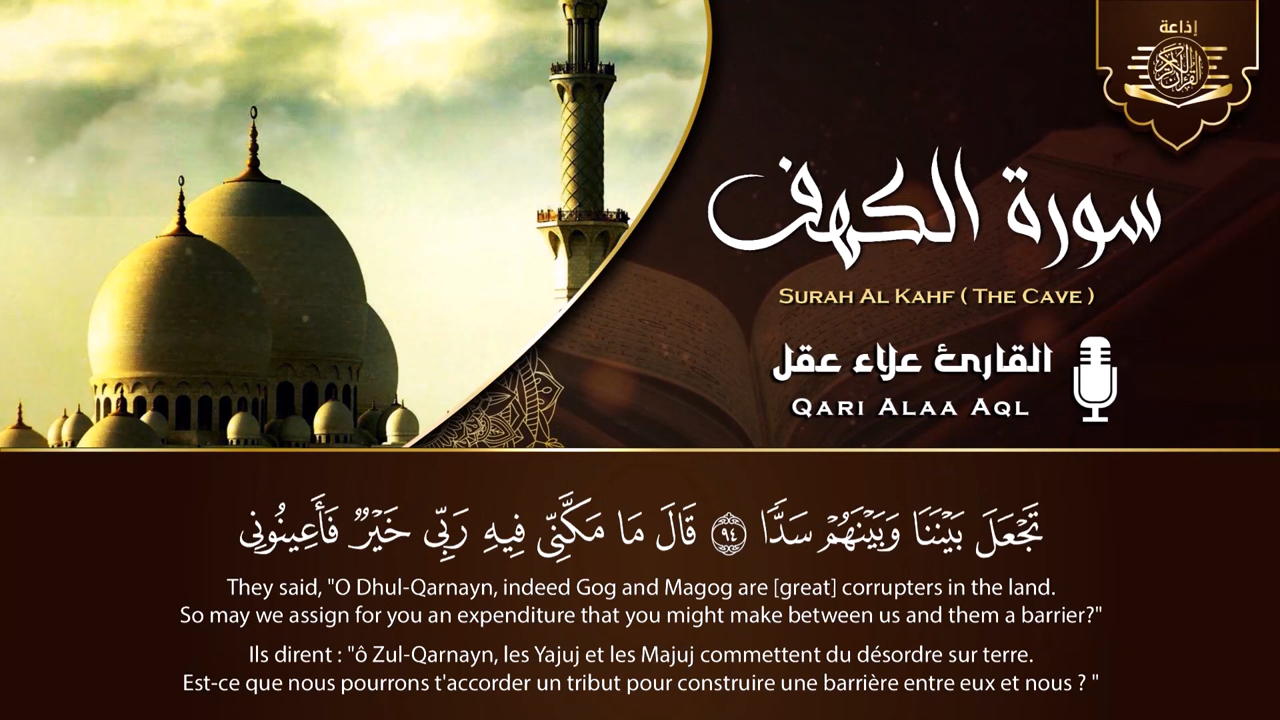 إذاعة
القرآن الكريم
سورة الكهف
SURAH AL KAHF ( THE CAVE )
القارئ علاء عقل
QARI ALAA AQL
تَجْعَلَ بَيْنَنَا وَبَيْنَهُمْ سَدًّا ٩٤ قَالَ مَا مَكَّنِّي فِيهِ رَبِّي خَيْرٌ فَأَعِينُونِي
They said, "O Dhul-Qarnayn, indeed Gog and Magog are [great] corrupters in the land.
So may we assign for you an expenditure that you might make between us and them a barrier?"
Ils dirent : "ô Zul-Qarnayn, les Yajuj et les Majuj commettent du désordre sur terre.
Est-ce que nous pourrons t'accorder un tribut pour construire une barrière entre eux et nous ? "